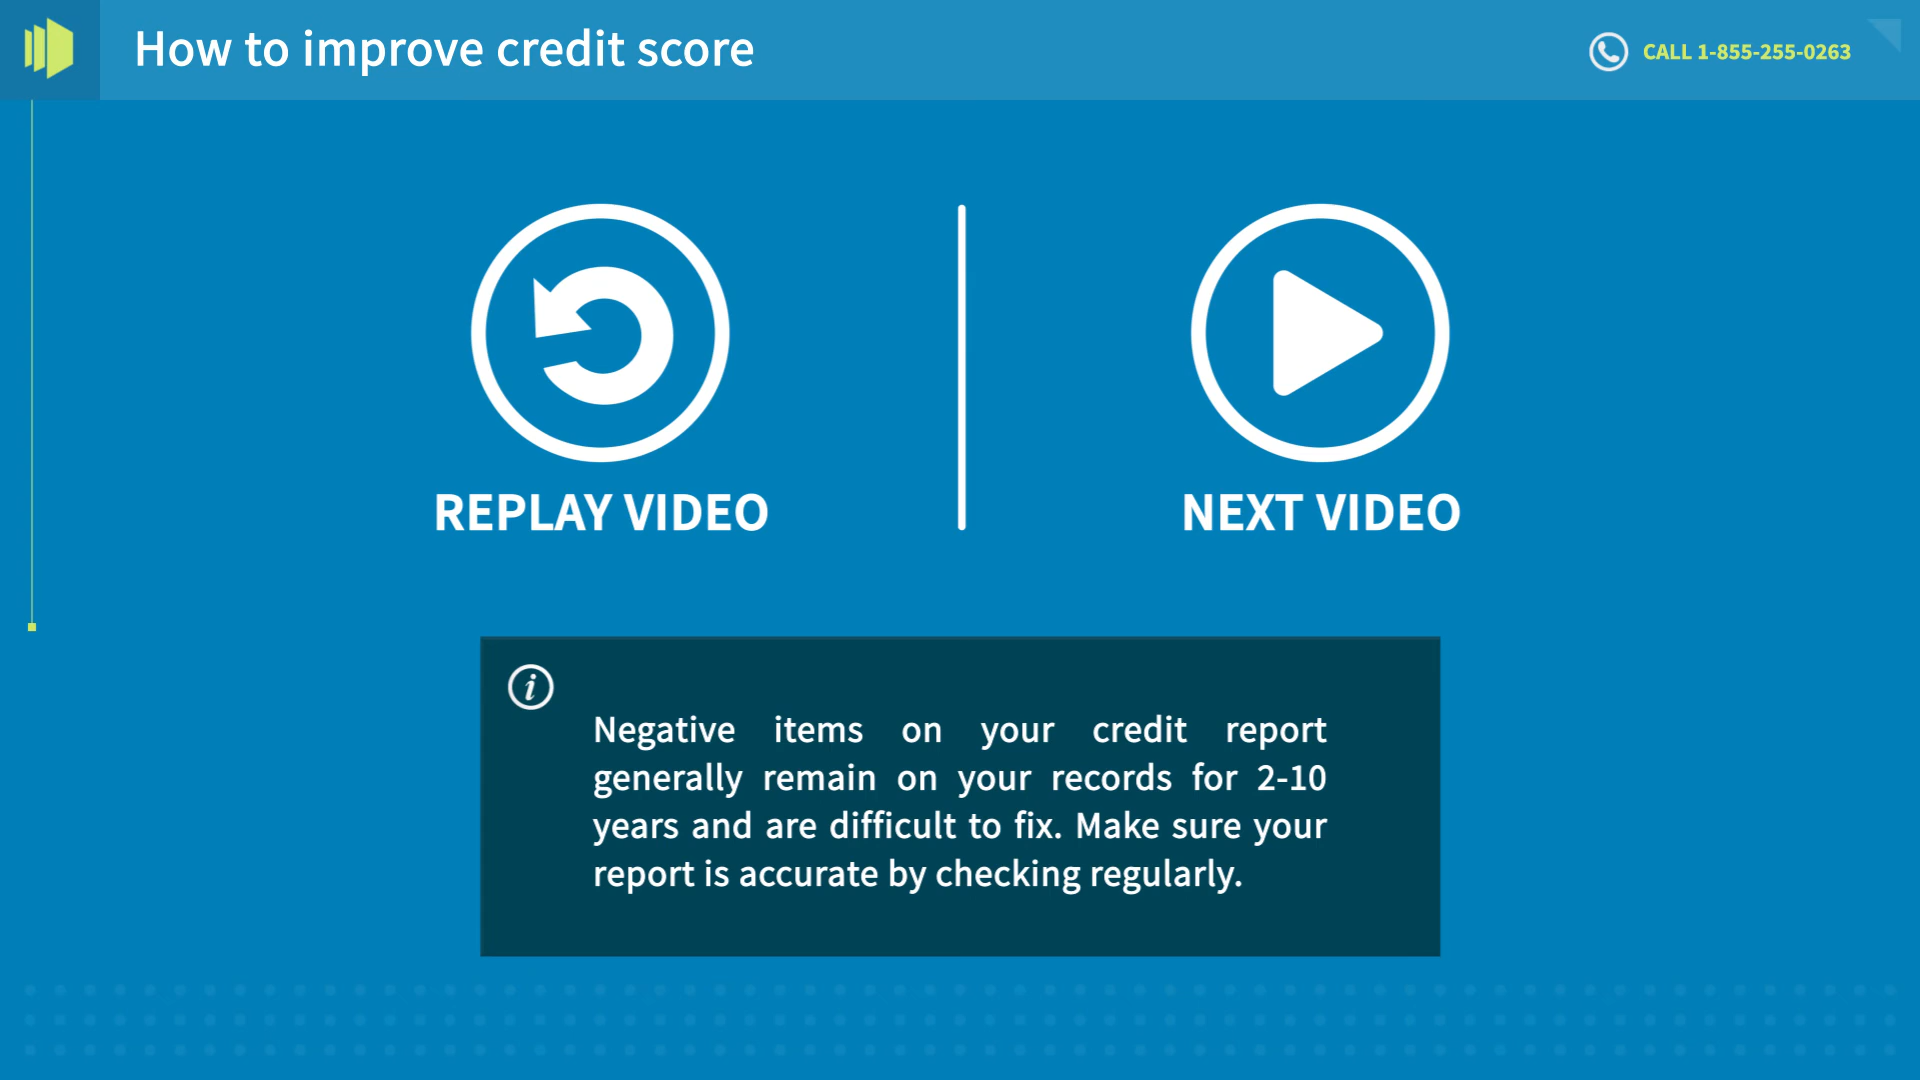 How to improve credit score
CALL 1-855-255-0263
REPLAY VIDEO
NEXT VIDEO
i
Negative items on your credit report
generally remain on your records for 2-10
years and are difficult to fix. Make sure your
report is accurate by checking regularly.